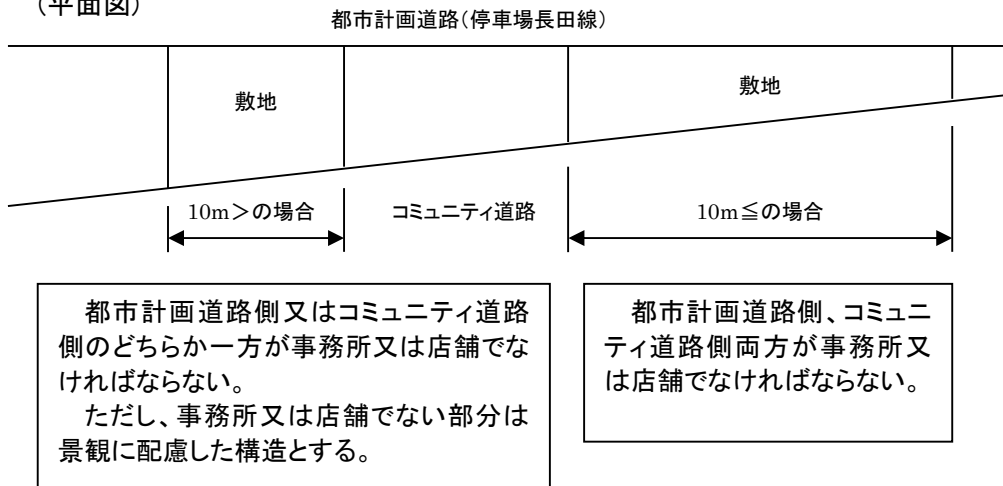 (平面図)
都市計画道路(停車場長田線)
敷地
敷地
10m>の場合
コミュニティ道路
10m≦の場合
都市計画道路側又はコミュニティ道路
側のどちらか一方が事務所又は店舗でな
ければならない。
ただし、事務所又は店舗でない部分は
景観に配慮した構造とする。
都市計画道路側、コミュニ
ティ道路側両方が事務所又
は店舗でなければならない。